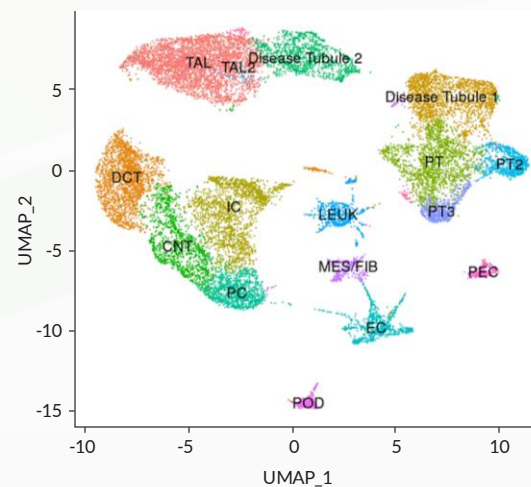 TAL
TAL2
Disease Tubule 2
5
Disease Tubule 1
PT
PT2
0
DCT
IC
LEUK
PT3
UMAP_2
CNT
-5
MES/FIB
PEC
PC
-10
EC
POD
-15
-10 -5 0 5 10
UMAP_1